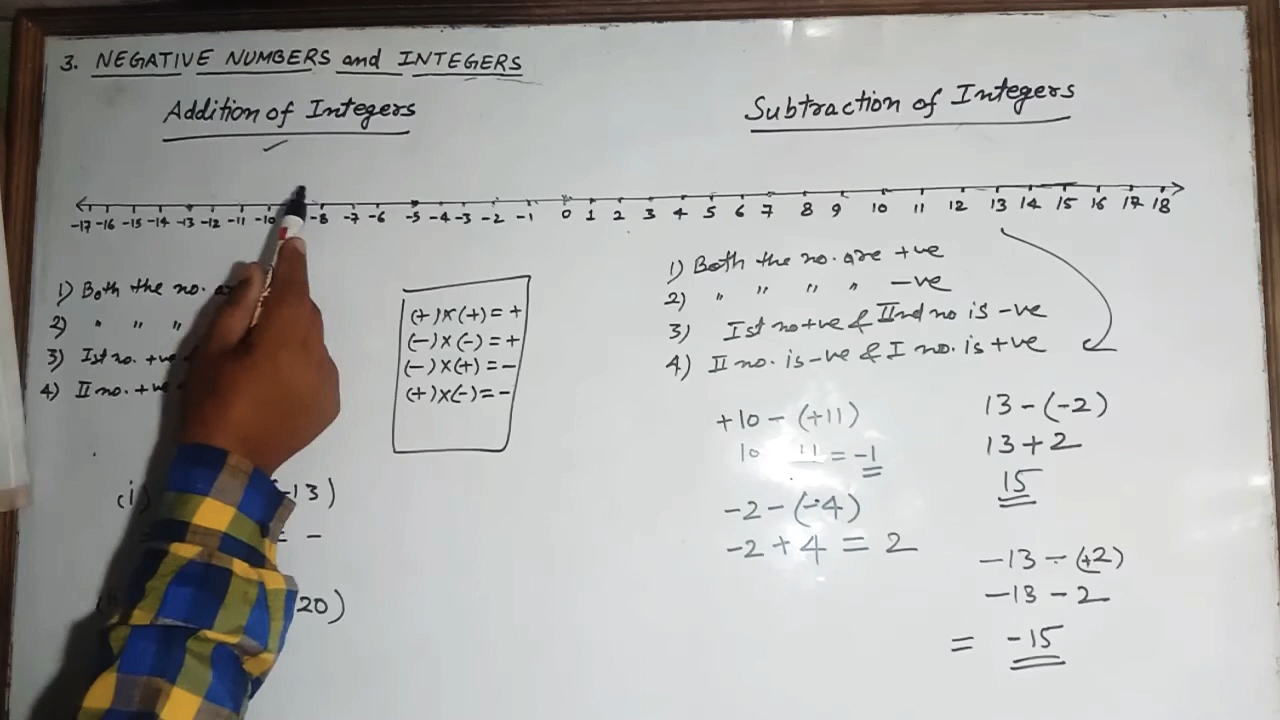 3. NEGATIVE NUMBERS and INTEGERS
Addition of Integers
Subtraction of Integers
-17 -16 -15 -14 -13 -12 -11 -10 -8 -7 -6 -5 -4 -3 -2 -1 0 1 2 3 4 5 6 7 8 9 10 11 12 13 14 15 16 17 18
1) Both the no. are
2) " " "
3) Ist no. +ve
4) II no. +ve
(+)×(+)=+
(-)×(-)=+
(-)×(+)=-
(+)×(-)=-
(i) -13)
= -
20)
1) Both the no. are +ve
2) " " " " -ve
3) Ist no +ve & IInd no is -ve
4) II no. is -ve & I no. is +ve
+10 - (+11)
10 11 = -1
-2 - (-4)
-2 + 4 = 2
13 - (-2)
13 + 2
15
-13 - (+2)
-13 - 2
= -15